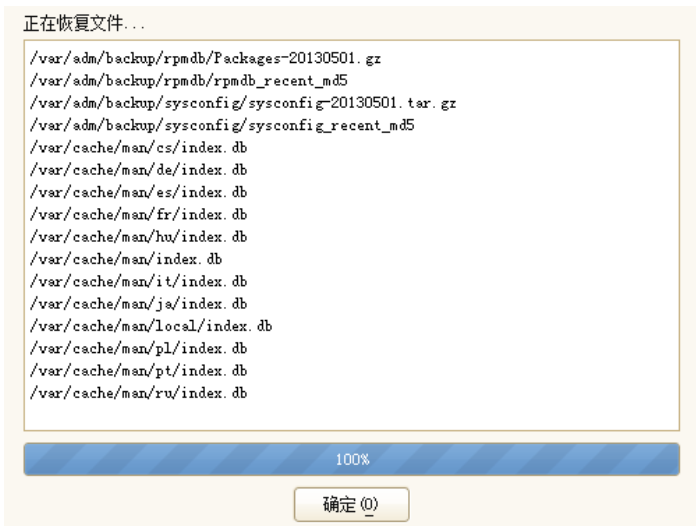 正在恢复文件...
/var/adm/backup/rpmdb/Packages-20130501.gz
/var/adm/backup/rpmdb/rpmdb_recent_md5
/var/adm/backup/sysconfig/sysconfig-20130501.tar.gz
/var/adm/backup/sysconfig/sysconfig_recent_md5
/var/cache/man/cs/index.db
/var/cache/man/de/index.db
/var/cache/man/es/index.db
/var/cache/man/fr/index.db
/var/cache/man/hu/index.db
/var/cache/man/index.db
/var/cache/man/it/index.db
/var/cache/man/ja/index.db
/var/cache/man/local/index.db
/var/cache/man/pl/index.db
/var/cache/man/pt/index.db
/var/cache/man/ru/index.db
100%
确定(O)